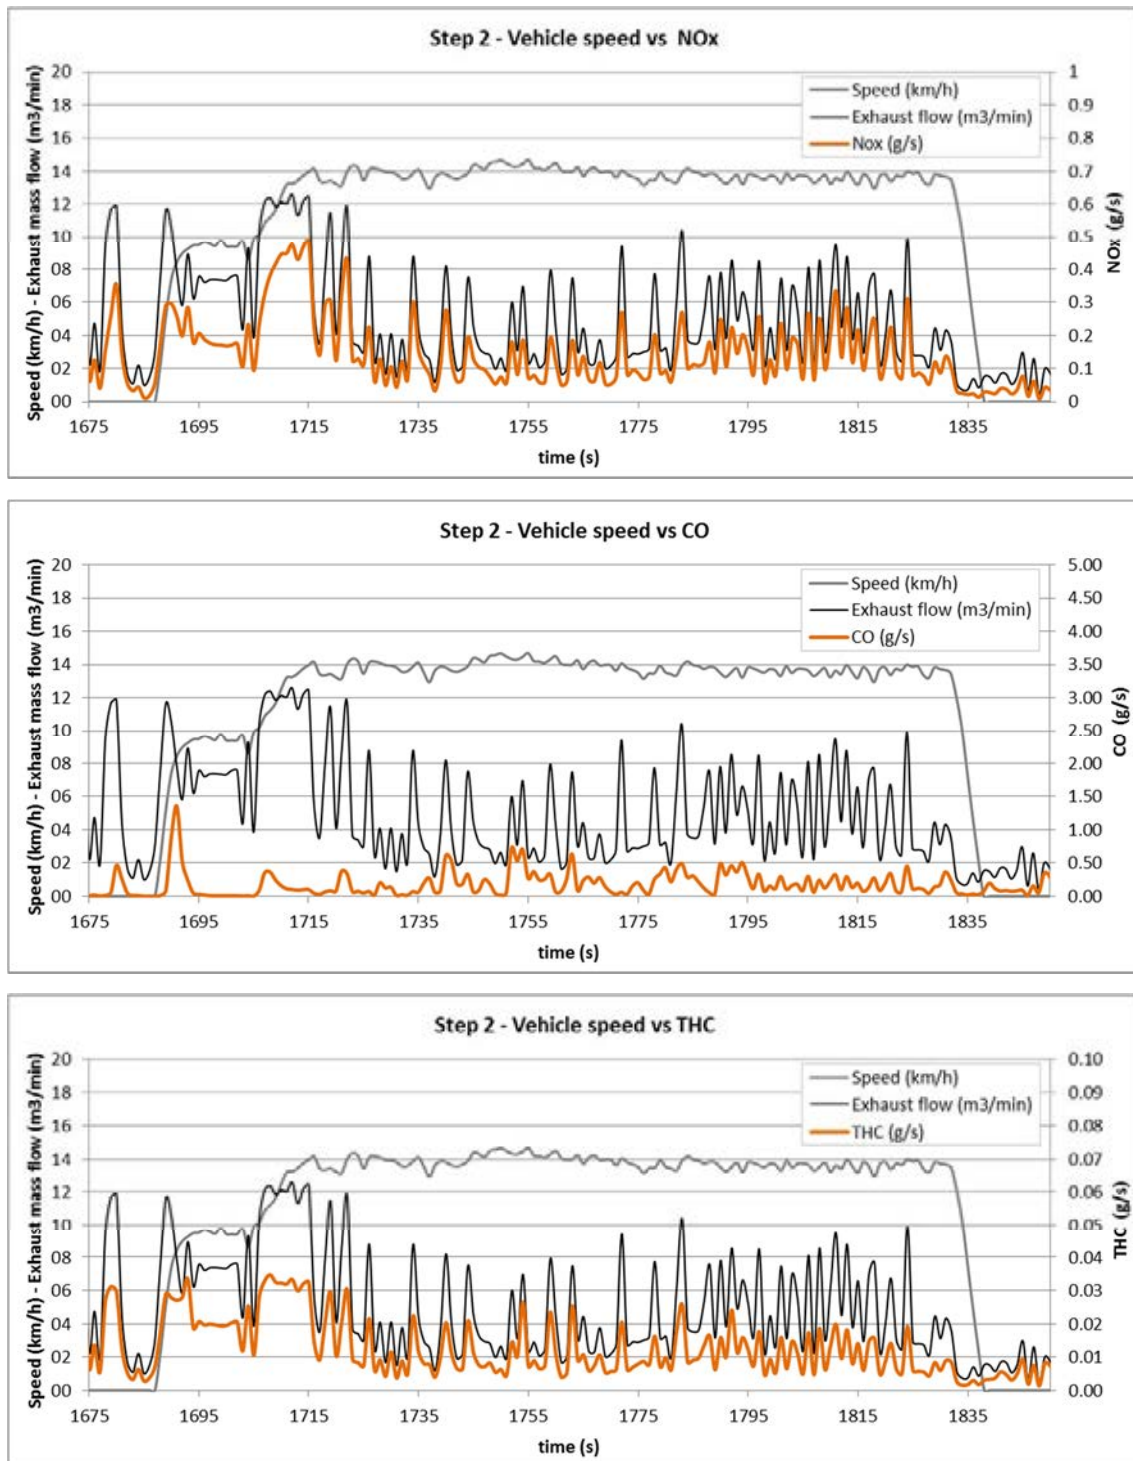 Step 2 - Vehicle speed vs NOx
Speed (km/h) - Exhaust mass flow (m3/min)
20
18
16
14
12
10
08
06
04
02
00
1
0.9
0.8
0.7
0.6
0.5
0.4
0.3
0.2
0.1
0
NOx (g/s)
Speed (km/h)
Exhaust flow (m3/min)
Nox (g/s)
1675 1695 1715 1735 1755 1775 1795 1815 1835
time (s)
Step 2 - Vehicle speed vs CO
Speed (km/h) - Exhaust mass flow (m3/min)
20
18
16
14
12
10
08
06
04
02
00
5.00
4.50
4.00
3.50
3.00
2.50
2.00
1.50
1.00
0.50
0.00
CO (g/s)
Speed (km/h)
Exhaust flow (m3/min)
CO (g/s)
1675 1695 1715 1735 1755 1775 1795 1815 1835
time (s)
Step 2 - Vehicle speed vs THC
Speed (km/h) - Exhaust mass flow (m3/min)
20
18
16
14
12
10
08
06
04
02
00
0.10
0.09
0.08
0.07
0.06
0.05
0.04
0.03
0.02
0.01
0.00
THC (g/s)
Speed (km/h)
Exhaust flow (m3/min)
THC (g/s)
1675 1695 1715 1735 1755 1775 1795 1815 1835
time (s)